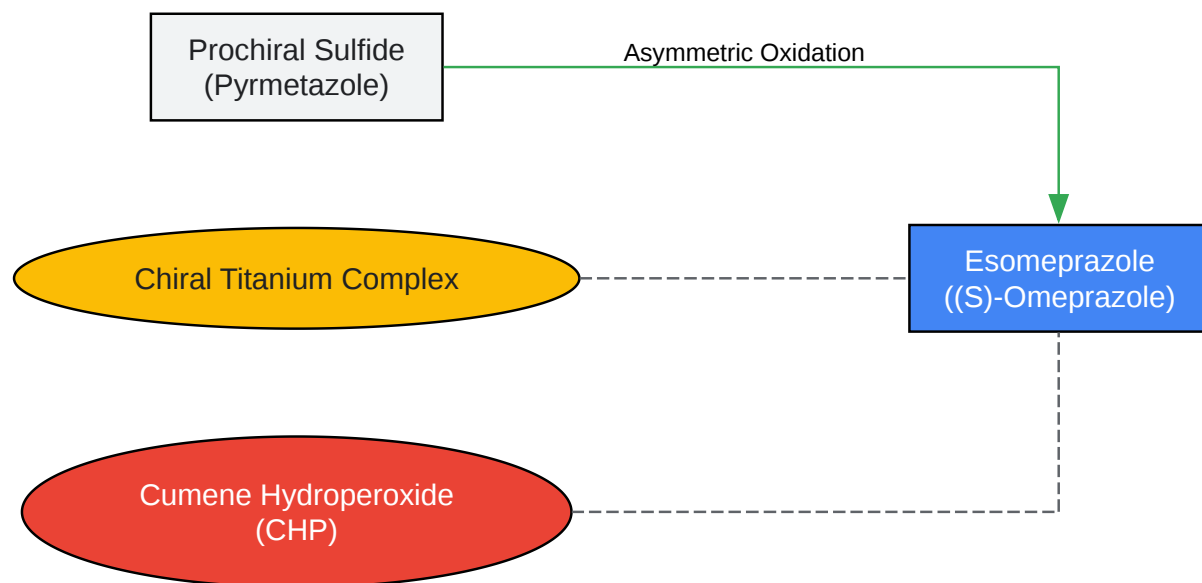 Prochiral Sulfide
(Pyrmetazole)
Asymmetric Oxidation
Chiral Titanium Complex
Esomeprazole
((S)-Omeprazole)
Cumene Hydroperoxide
(CHP)